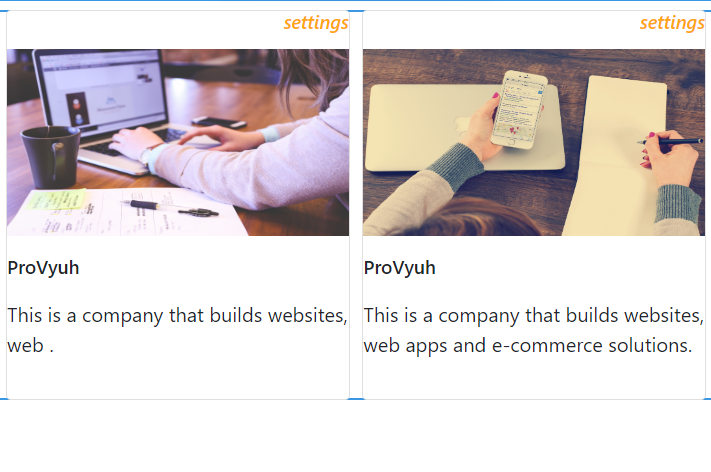 settings
ProVyuh
This is a company that builds websites,
web .
settings
ProVyuh
This is a company that builds websites,
web apps and e-commerce solutions.